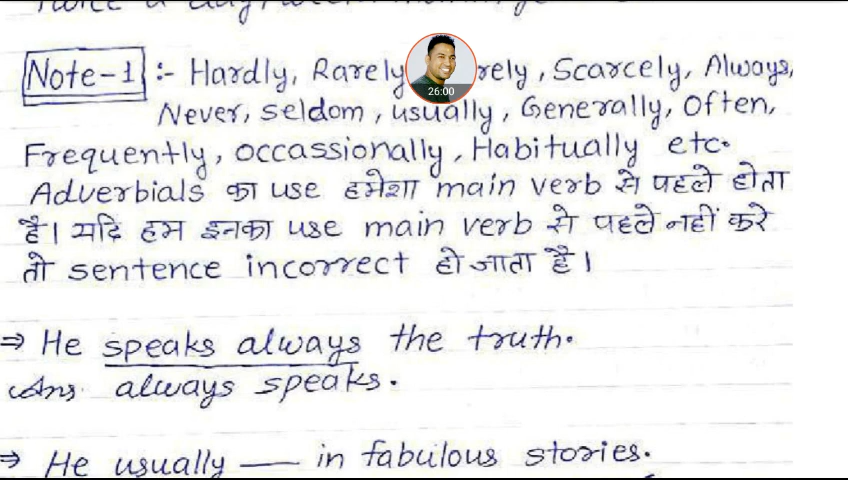 Note-1 :- Hardly, Rarely rely, Scarcely, Always,
26:00
Never, seldom, usually, Generally, Often,
Frequently, occassionally, Habitually etc.
Adverbials का use हमेशा main verb से पहले होता
है। यदि हम इनका use main verb से पहले नहीं करे
तो sentence incorrect हो जाता है।
⇒ He speaks always the truth.
Ans. always speaks.
⇒ He usually — in fabulous stories.